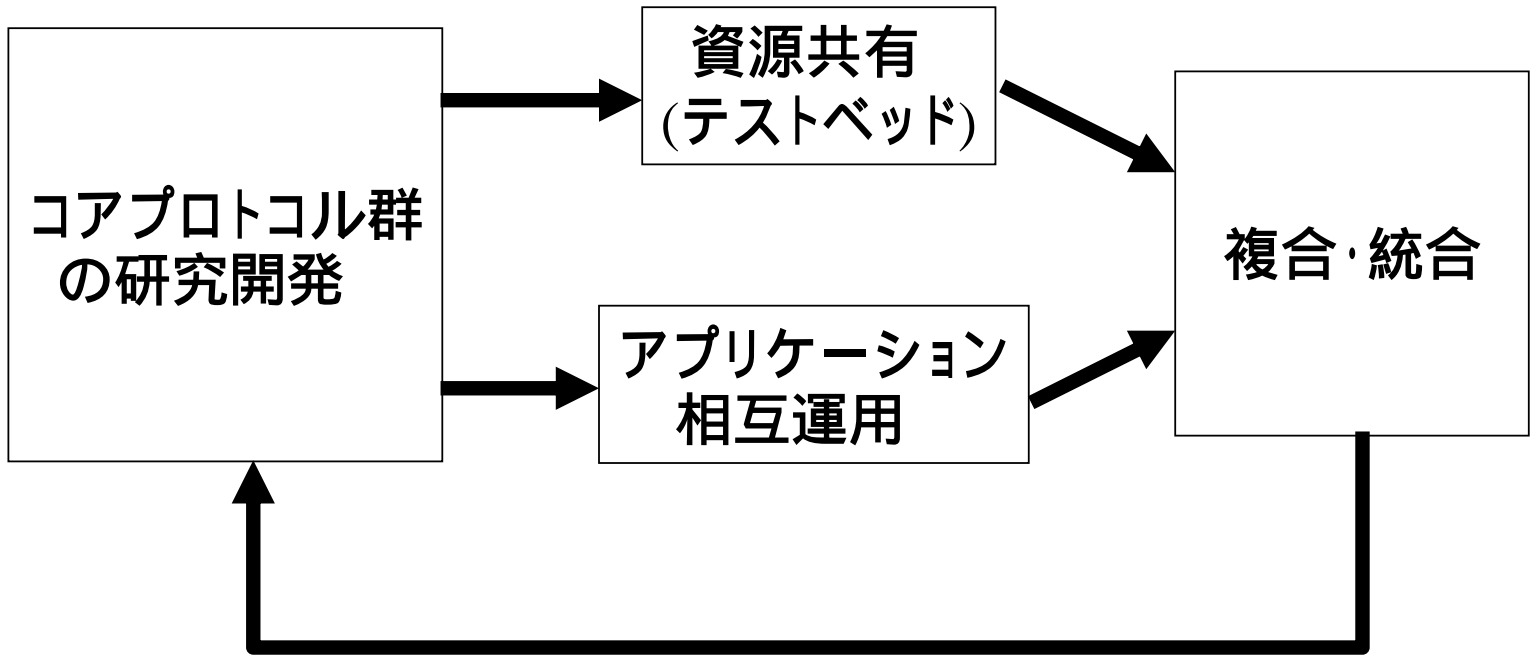 コアプロトコル群
の研究開発
資源共有
(テストベッド)
アプリケーション
相互運用
複合・統合